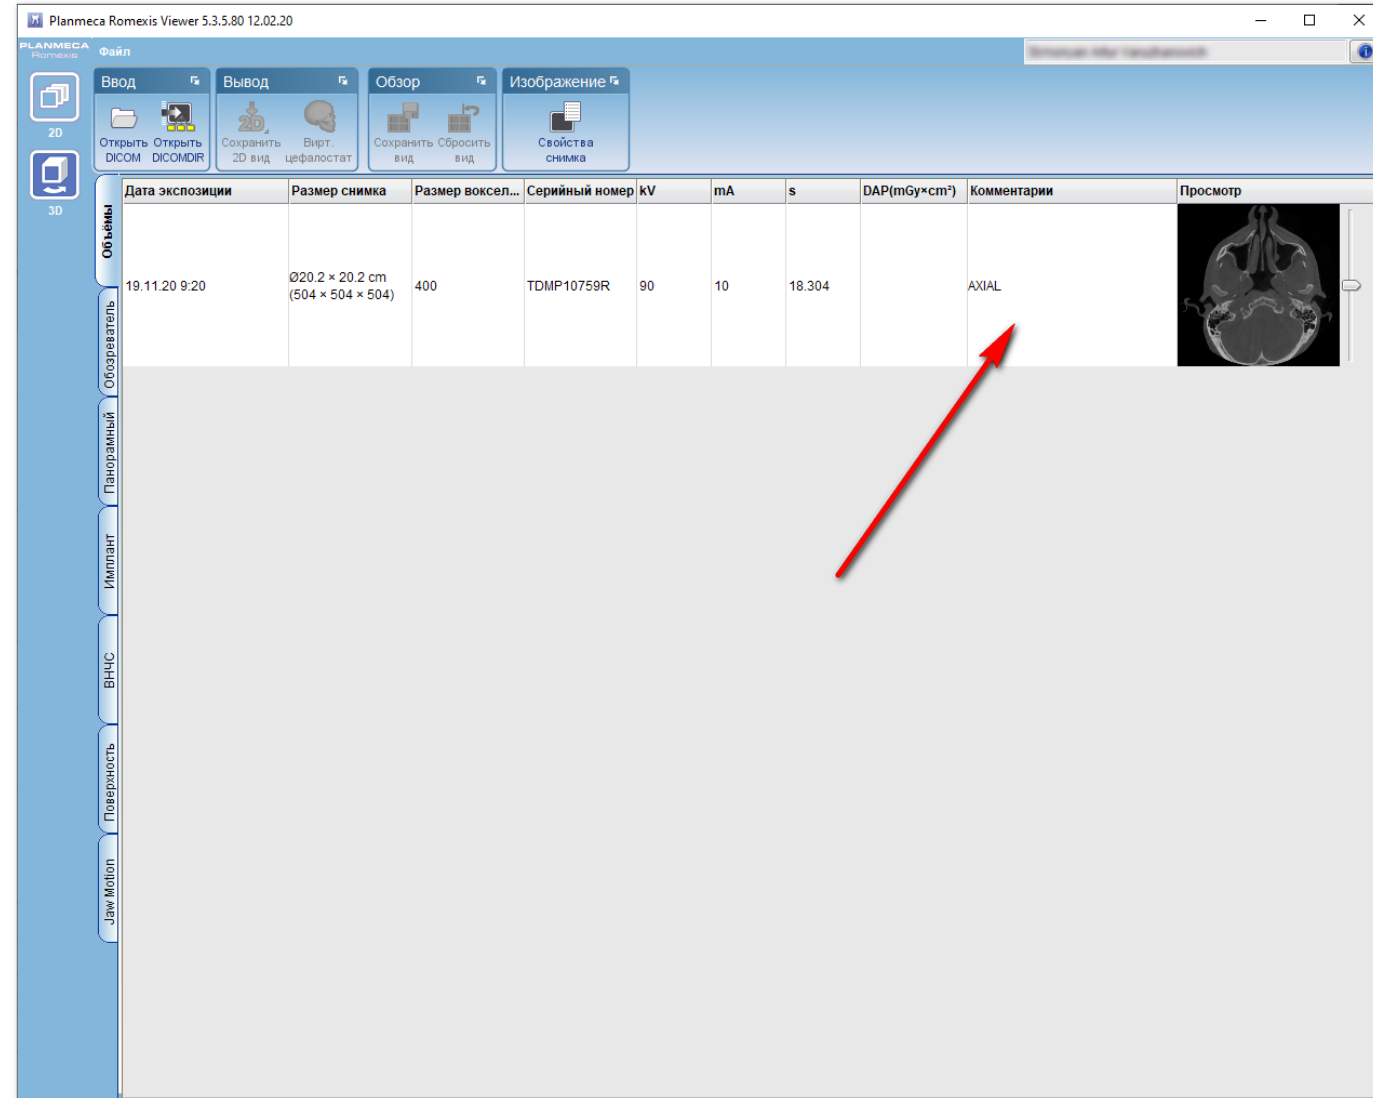 Planmeca Romexis Viewer 5.3.5.80 12.02.20
PLANMECA
Romexis
Файл
2D
3D
Ввод
Открыть DICOM
Открыть DICOMDIR
Вывод
2D
Сохранить 2D вид
Вирт. цефалостат
Обзор
Сохранить вид
Сбросить вид
Изображение
Свойства снимка
Объёмы
Обозреватель
Панорамный
Имплант
ВНЧС
Поверхность
Jaw Motion
Дата экспозиции Размер снимка Размер воксел... Серийный номер kV mA s DAP(mGy×cm²) Комментарии Просмотр
19.11.20 9:20 Ø20.2 × 20.2 cm (504 × 504 × 504) 400 TDMP10759R 90 10 18.304 AXIAL